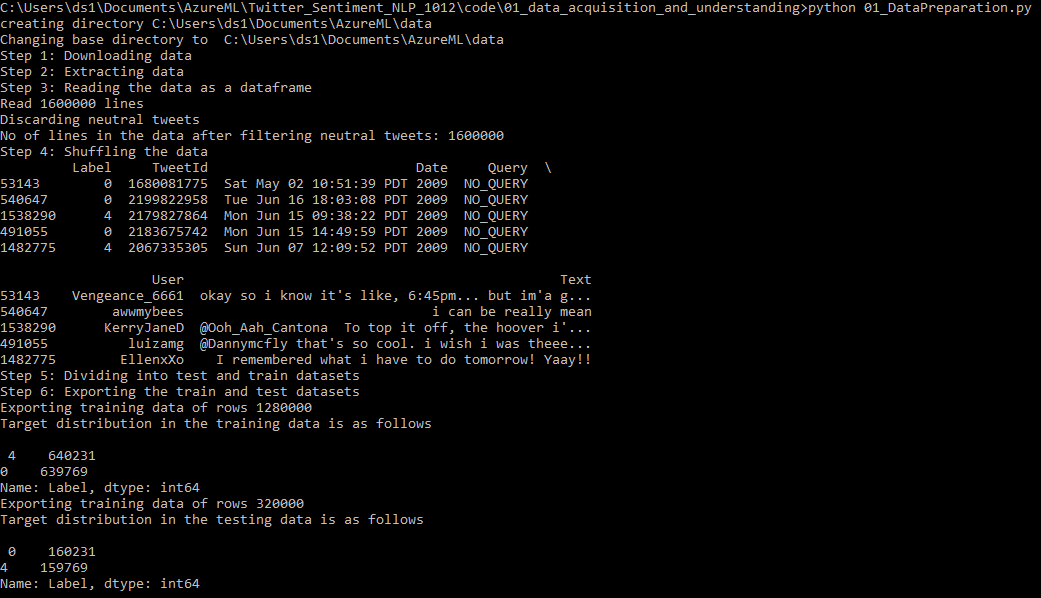 C:\Users\ds1\Documents\AzureML\Twitter_Sentiment_NLP_1012\code\01_data_acquisition_and_understanding>python 01_DataPreparation.py
creating directory C:\Users\ds1\Documents\AzureML\data
Changing base directory to  C:\Users\ds1\Documents\AzureML\data
Step 1: Downloading data
Step 2: Extracting data
Step 3: Reading the data as a dataframe
Read 1600000 lines
Discarding neutral tweets
No of lines in the data after filtering neutral tweets: 1600000
Step 4: Shuffling the data
         Label     TweetId                          Date     Query  \
53143        0  1680081775  Sat May 02 10:51:39 PDT 2009  NO_QUERY
540647       0  2199822958  Tue Jun 16 18:03:08 PDT 2009  NO_QUERY
1538290      4  2179827864  Mon Jun 15 09:38:22 PDT 2009  NO_QUERY
491055       0  2183675742  Mon Jun 15 14:49:59 PDT 2009  NO_QUERY
1482775      4  2067335305  Sun Jun 07 12:09:52 PDT 2009  NO_QUERY
                   User                                               Text
53143    Vengeance_6661  okay so i know it's like, 6:45pm... but im'a g...
540647        awwmybees                               i can be really mean
1538290      KerryJaneD  @Ooh_Aah_Cantona  To top it off, the hoover i'...
491055          luizamg  @Dannymcfly that's so cool. i wish i was theee...
1482775        EllenxXo    I remembered what i have to do tomorrow! Yaay!!
Step 5: Dividing into test and train datasets
Step 6: Exporting the train and test datasets
Exporting training data of rows 1280000
Target distribution in the training data is as follows
 4    640231
0    639769
Name: Label, dtype: int64
Exporting training data of rows 320000
Target distribution in the testing data is as follows
 0    160231
4    159769
Name: Label, dtype: int64